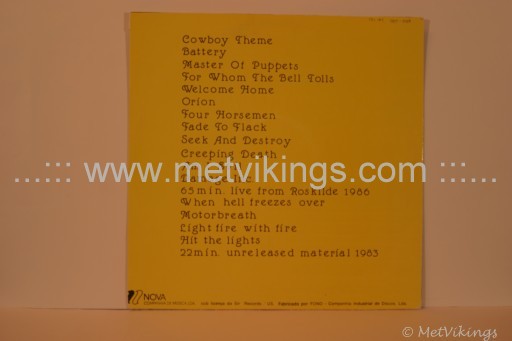 Cowboy Theme
Battery
Master Of Puppets
For Whom The Bell Tolls
Welcome Home
Orion
Four Horsemen
Fade To Flack
Seek And Destroy
Creeping Death
...::: www.metvikings.com :::...
65min. live from Roskilde 1986
When hell freezes over
Motorbreath
Light fire with fire
Hit the lights
22min. unreleased material 1983
NOVA
© MetVikings